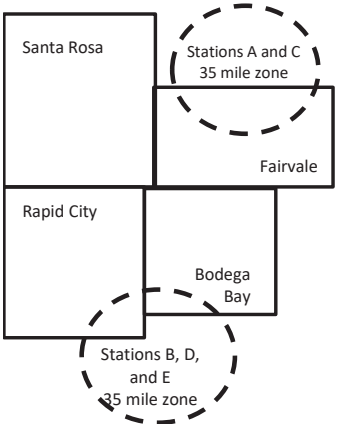 Santa Rosa
Stations A and C
35 mile zone
Fairvale
Rapid City
Bodega
Bay
Stations B, D,
and E
35 mile zone